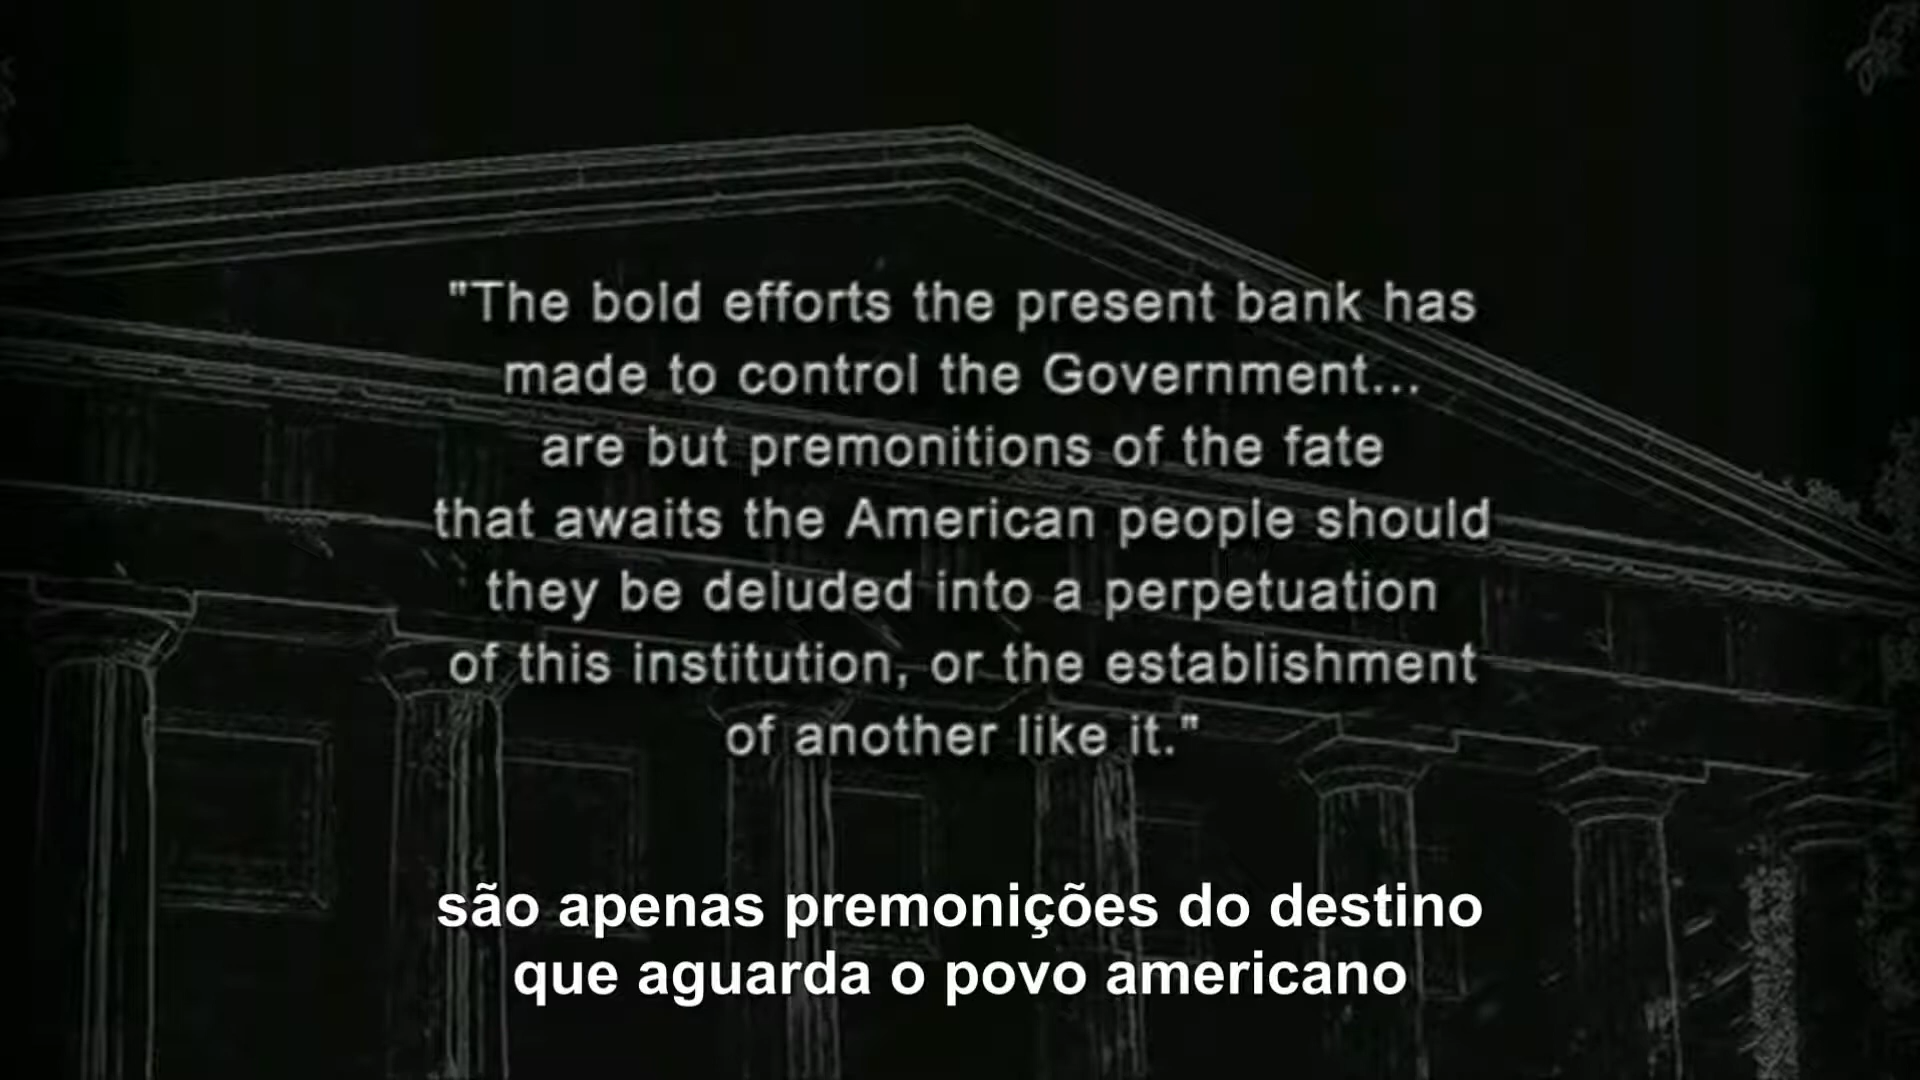 "The bold efforts the present bank has
made to control the Government...
are but premonitions of the fate
that awaits the American people should
they be deluded into a perpetuation
of this institution, or the establishment
of another like it."
são apenas premonições do destino
que aguarda o povo americano